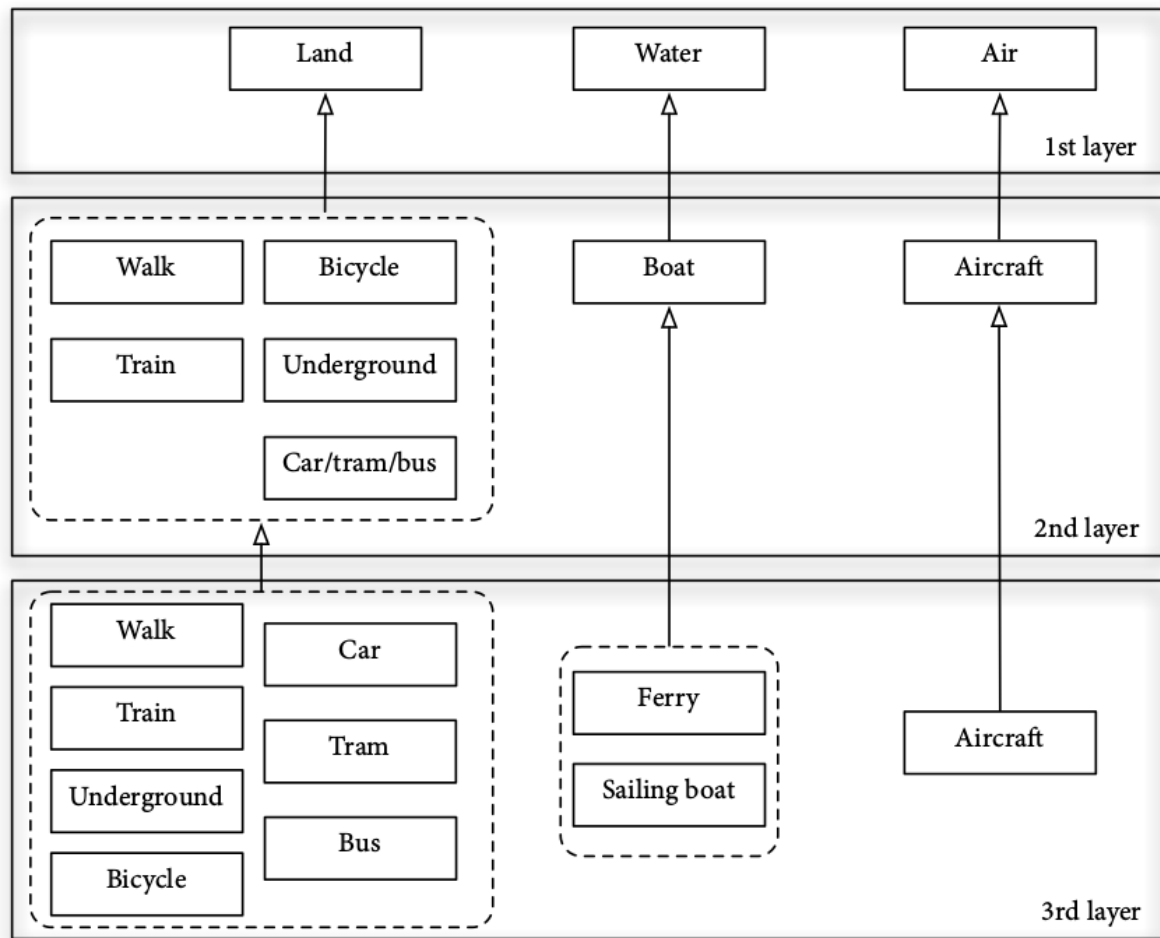 Land
Water
Air
1st layer
Walk
Bicycle
Boat
Aircraft
Train
Underground
Car/tram/bus
2nd layer
Walk
Car
Train
Ferry
Tram
Aircraft
Underground
Sailing boat
Bus
Bicycle
3rd layer